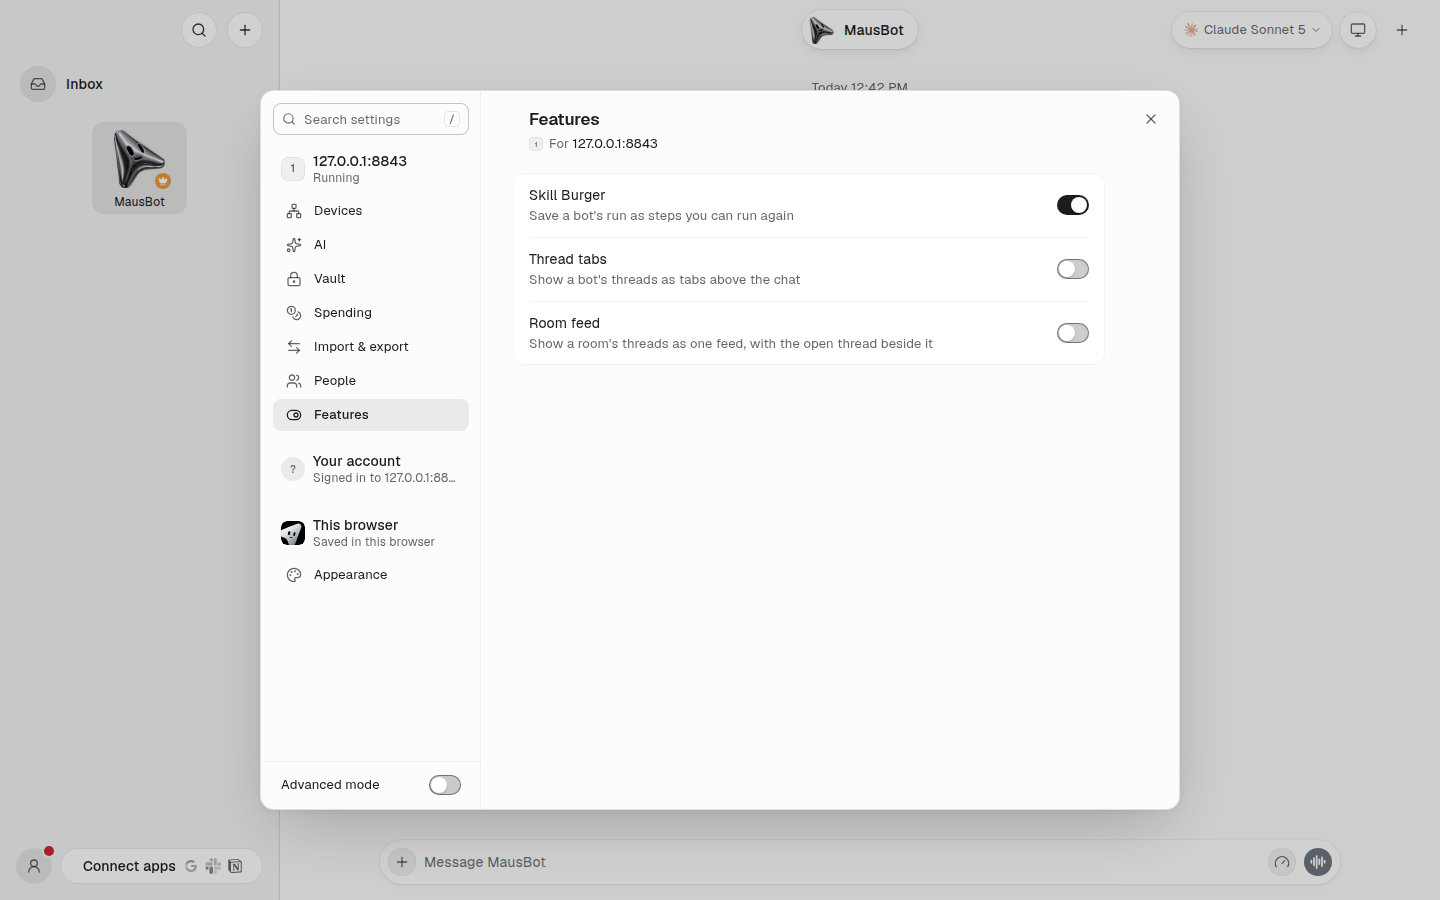 MausBot
Claude Sonnet 5
Inbox
Today 12:42 PM
MausBot
Search settings
/
1
127.0.0.1:8843
Running
Devices
AI
Vault
Spending
Import & export
People
Features
?
Your account
Signed in to 127.0.0.1:88...
This browser
Saved in this browser
Appearance
Advanced mode
Features
1 For 127.0.0.1:8843
Skill Burger
Save a bot's run as steps you can run again
Thread tabs
Show a bot's threads as tabs above the chat
Room feed
Show a room's threads as one feed, with the open thread beside it
Connect apps
Message MausBot